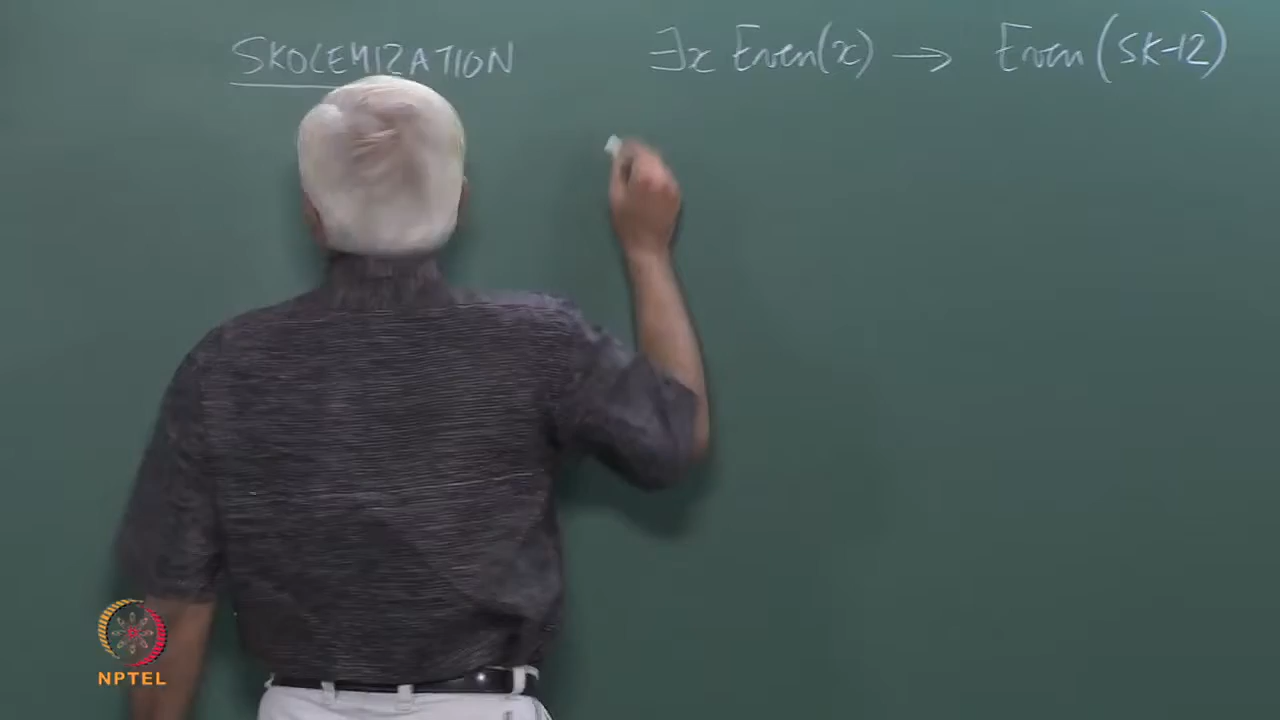 SKOLEMIZATION
∃x Even(x) → Even(SK-12)
NPTEL